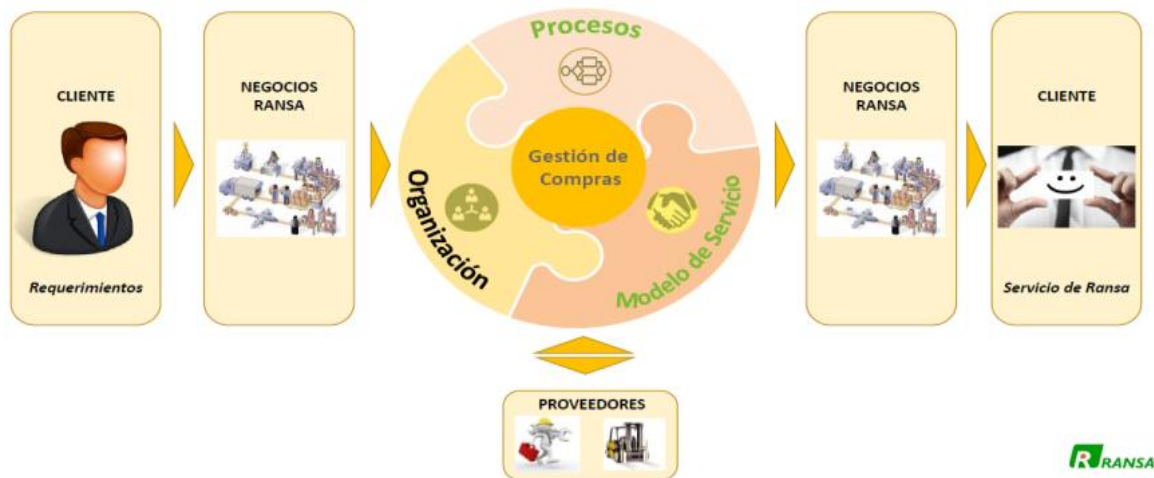 CLIENTE
Requerimientos
NEGOCIOS
RANSA
Procesos
Organización
Modelo de Servicio
Gestión de
Compras
NEGOCIOS
RANSA
CLIENTE
Servicio de Ransa
PROVEEDORES
R RANSA